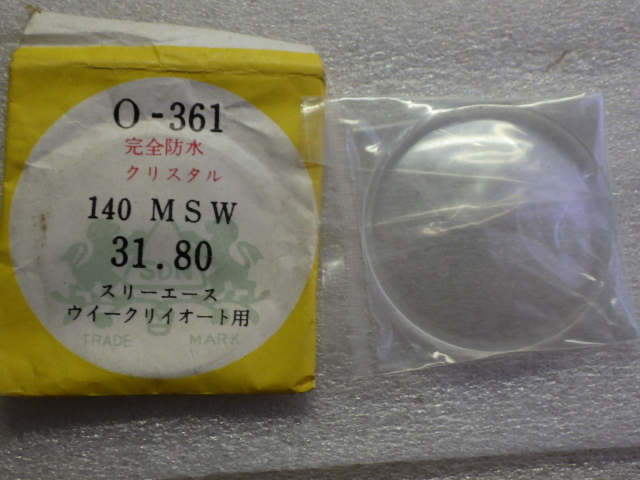 O-361
完全防水
クリスタル
140 MSW
31.80
スリーエース
ウイークリイオート用
TRADE MARK